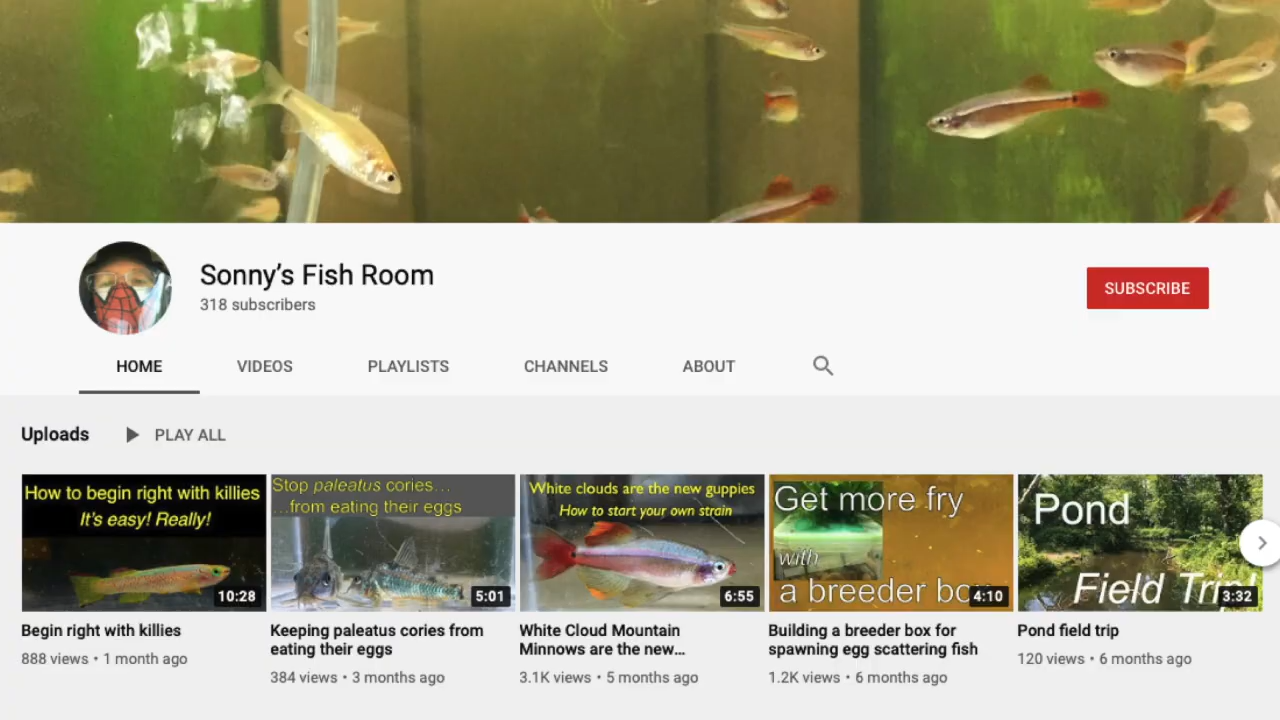 Sonny’s Fish Room
318 subscribers
SUBSCRIBE
HOME VIDEOS PLAYLISTS CHANNELS ABOUT
Uploads PLAY ALL
How to begin right with killies
It's easy! Really!
10:28
Stop paleatus cories...
...from eating their eggs
5:01
White clouds are the new guppies
How to start your own strain
6:55
Get more fry
with
a breeder box
4:10
Pond
Field Trip!
3:32
Begin right with killies
888 views • 1 month ago
Keeping paleatus cories from
eating their eggs
384 views • 3 months ago
White Cloud Mountain
Minnows are the new...
3.1K views • 5 months ago
Building a breeder box for
spawning egg scattering fish
1.2K views • 6 months ago
Pond field trip
120 views • 6 months ago